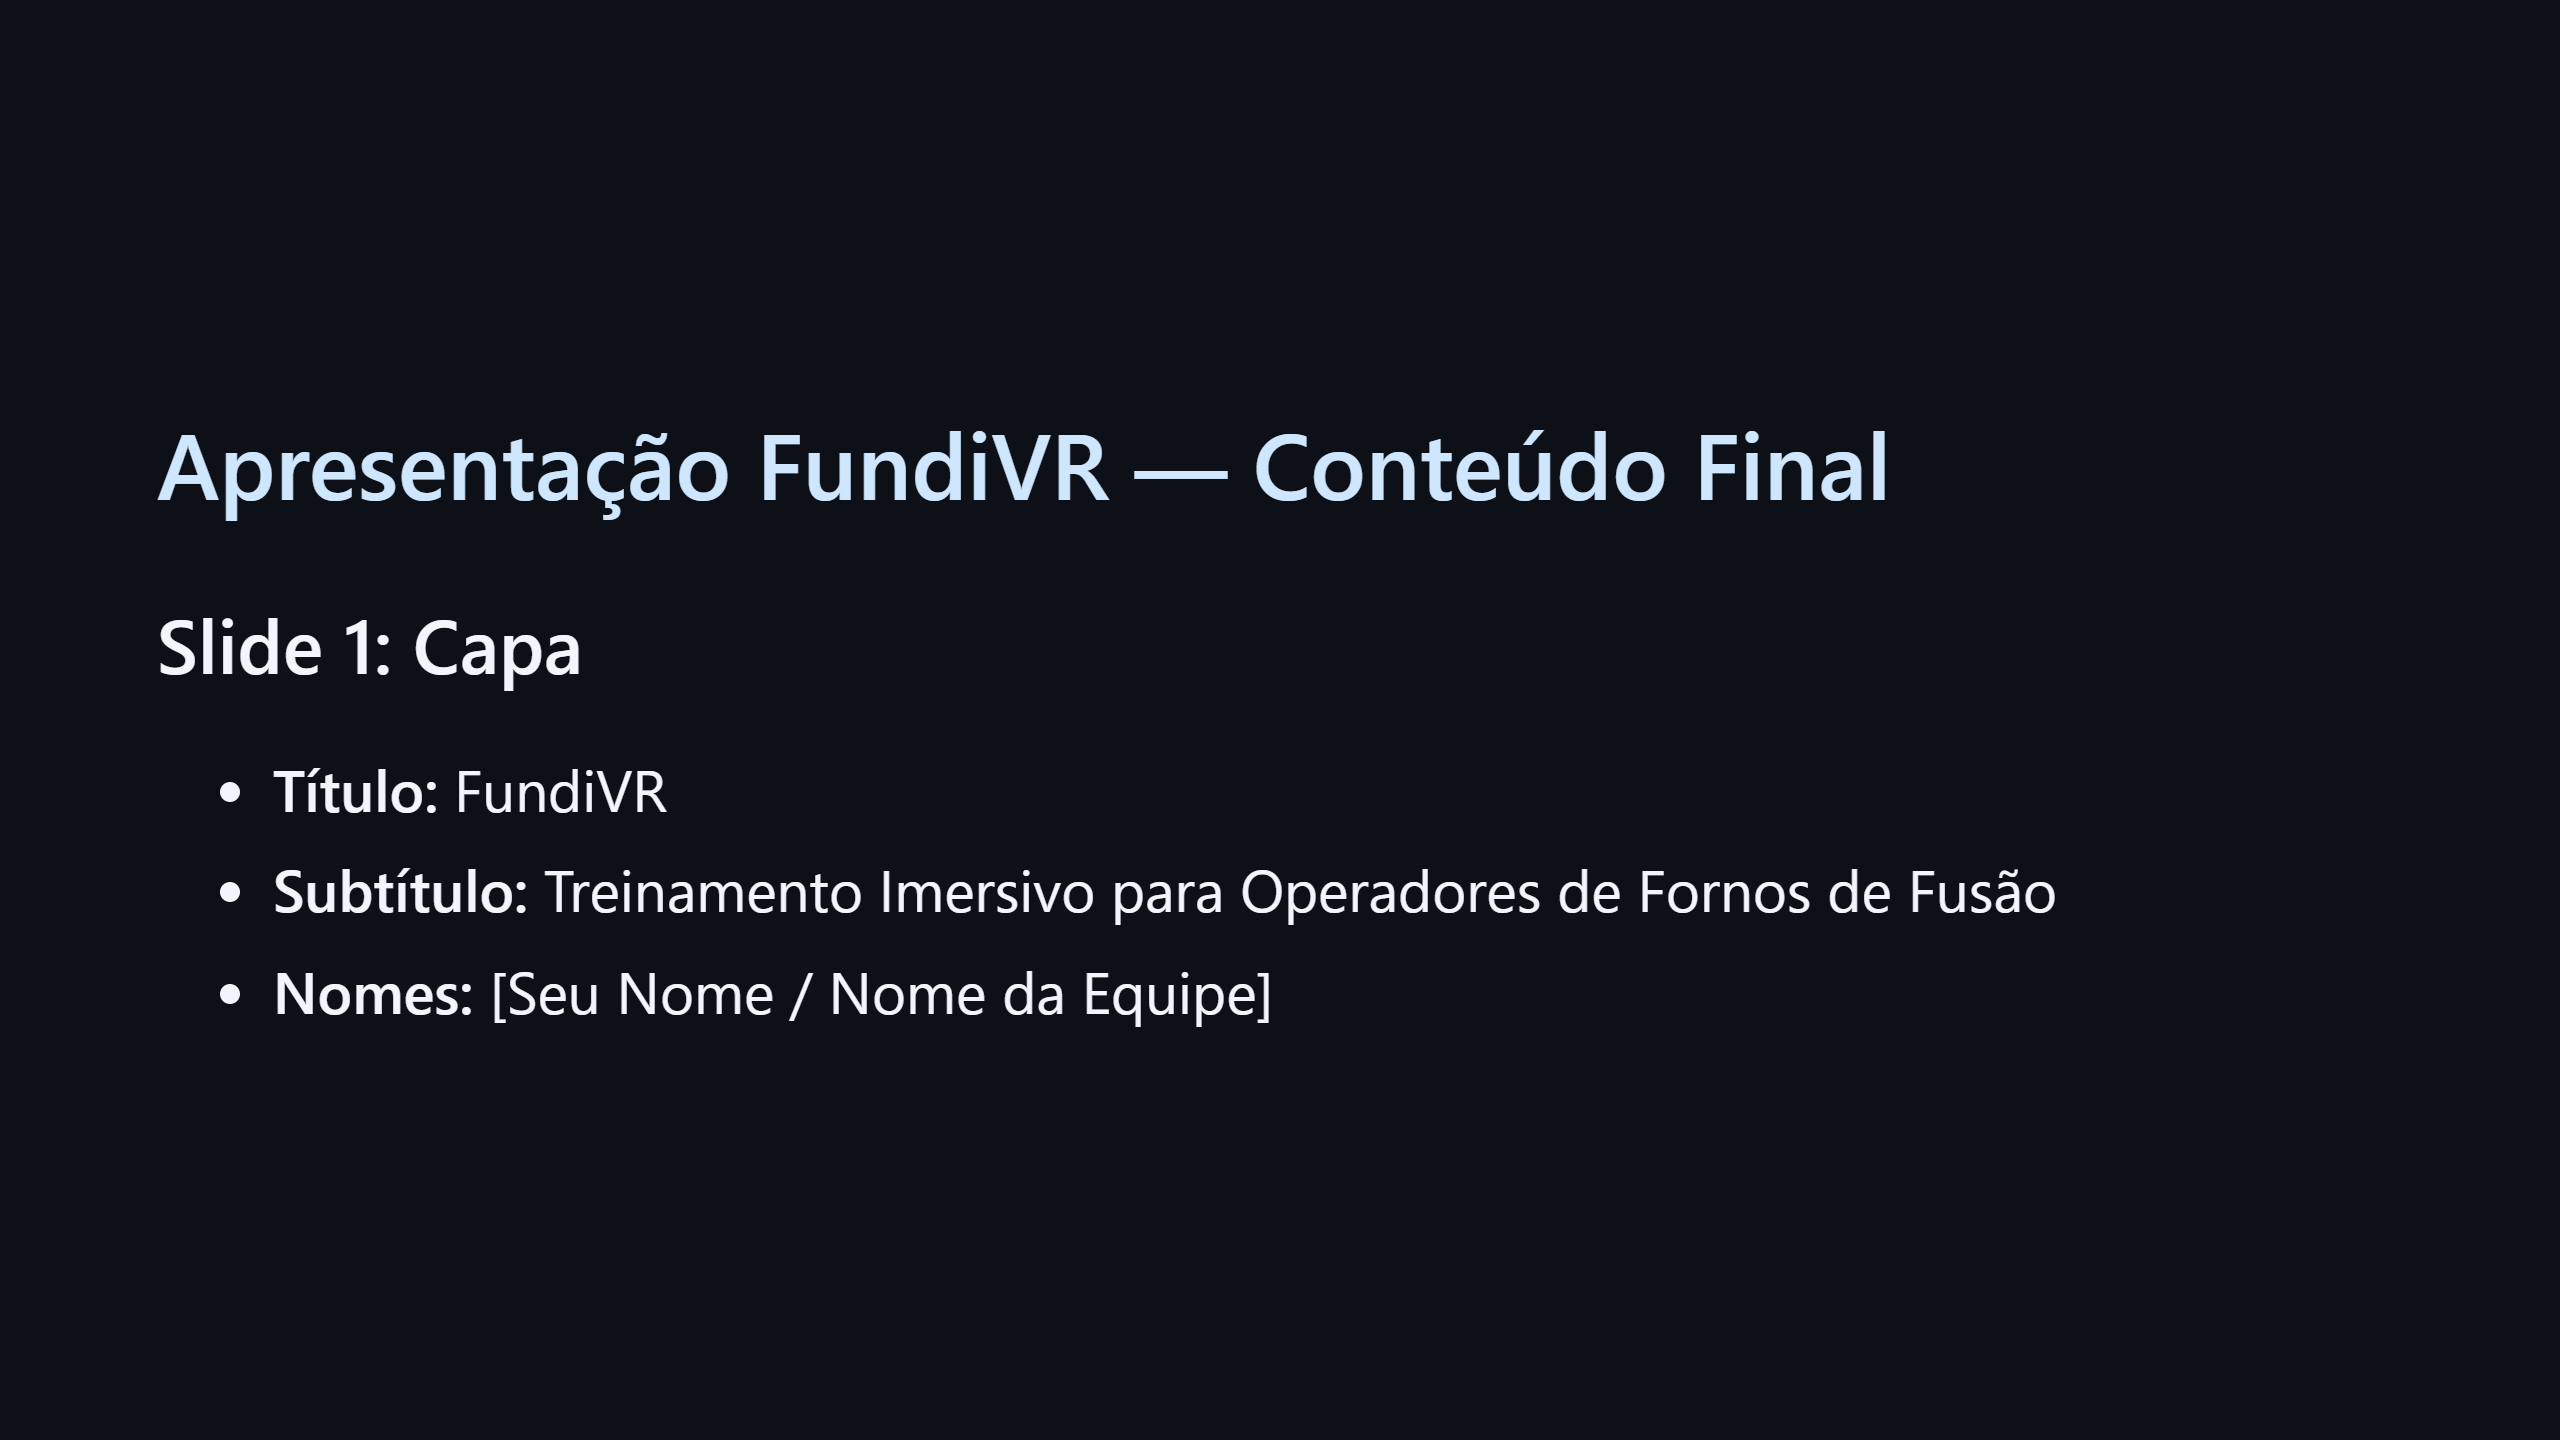 Apresentação FundiVR — Conteúdo Final
Slide 1: Capa
• Título: FundiVR
• Subtítulo: Treinamento Imersivo para Operadores de Fornos de Fusão
• Nomes: [Seu Nome / Nome da Equipe]